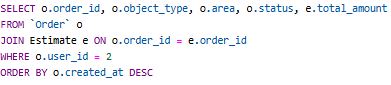 SELECT o.order_id, o.object_type, o.area, o.status, e.total_amount
FROM `Order` o
JOIN Estimate e ON o.order_id = e.order_id
WHERE o.user_id = 2
ORDER BY o.created_at DESC